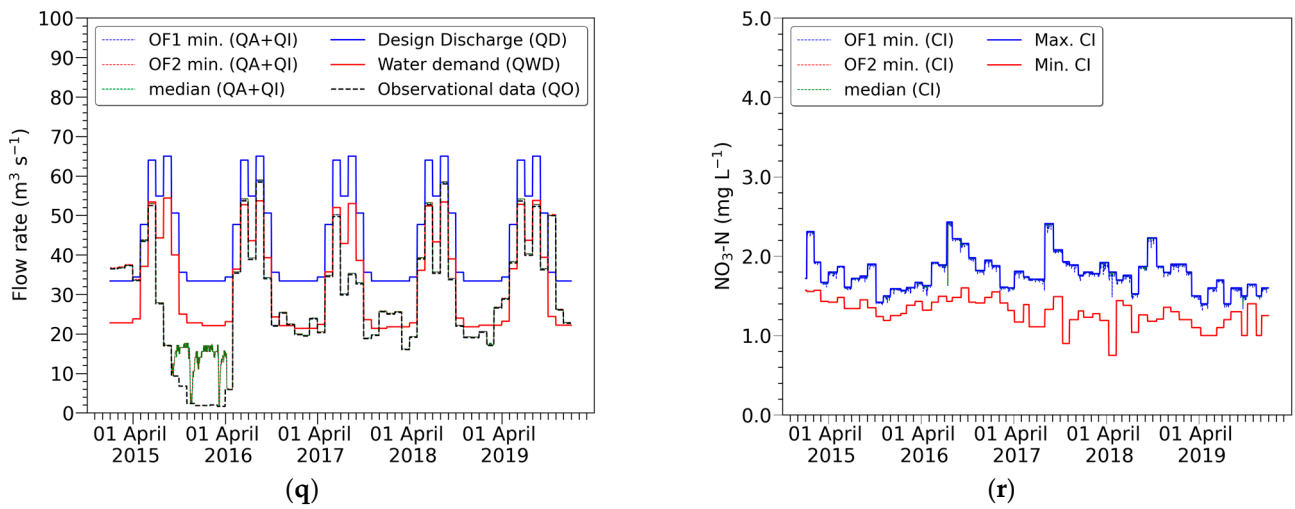 100
90
80
70
60
50
40
30
20
10
0
Flow rate (m³ s⁻¹)
OF1 min. (QA+QI)
OF2 min. (QA+QI)
median (QA+QI)
Design Discharge (QD)
Water demand (QWD)
Observational data (QO)
01 April
2015
01 April
2016
01 April
2017
01 April
2018
01 April
2019
(q)
5.0
4.0
3.0
2.0
1.0
0.0
NO₃-N (mg L⁻¹)
OF1 min. (CI)
OF2 min. (CI)
median (CI)
Max. CI
Min. CI
01 April
2015
01 April
2016
01 April
2017
01 April
2018
01 April
2019
(r)